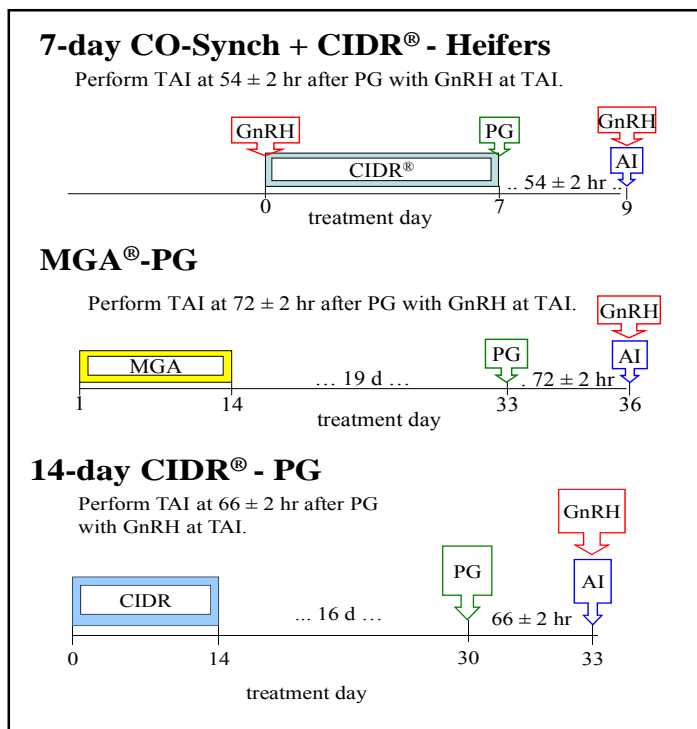 7-day CO-Synch + CIDR® - Heifers
Perform TAI at 54 ± 2 hr after PG with GnRH at TAI.
GnRH
PG
GnRH
CIDR®
AI
.. 54 ± 2 hr ..
0
7
9
treatment day
MGA®-PG
Perform TAI at 72 ± 2 hr after PG with GnRH at TAI.
GnRH
MGA
PG
AI
... 19 d ...
. 72 ± 2 hr.
1
14
33
36
treatment day
14-day CIDR® - PG
Perform TAI at 66 ± 2 hr after PG
with GnRH at TAI.
GnRH
PG
AI
CIDR
... 16 d ...
66 ± 2 hr
0
14
30
33
treatment day